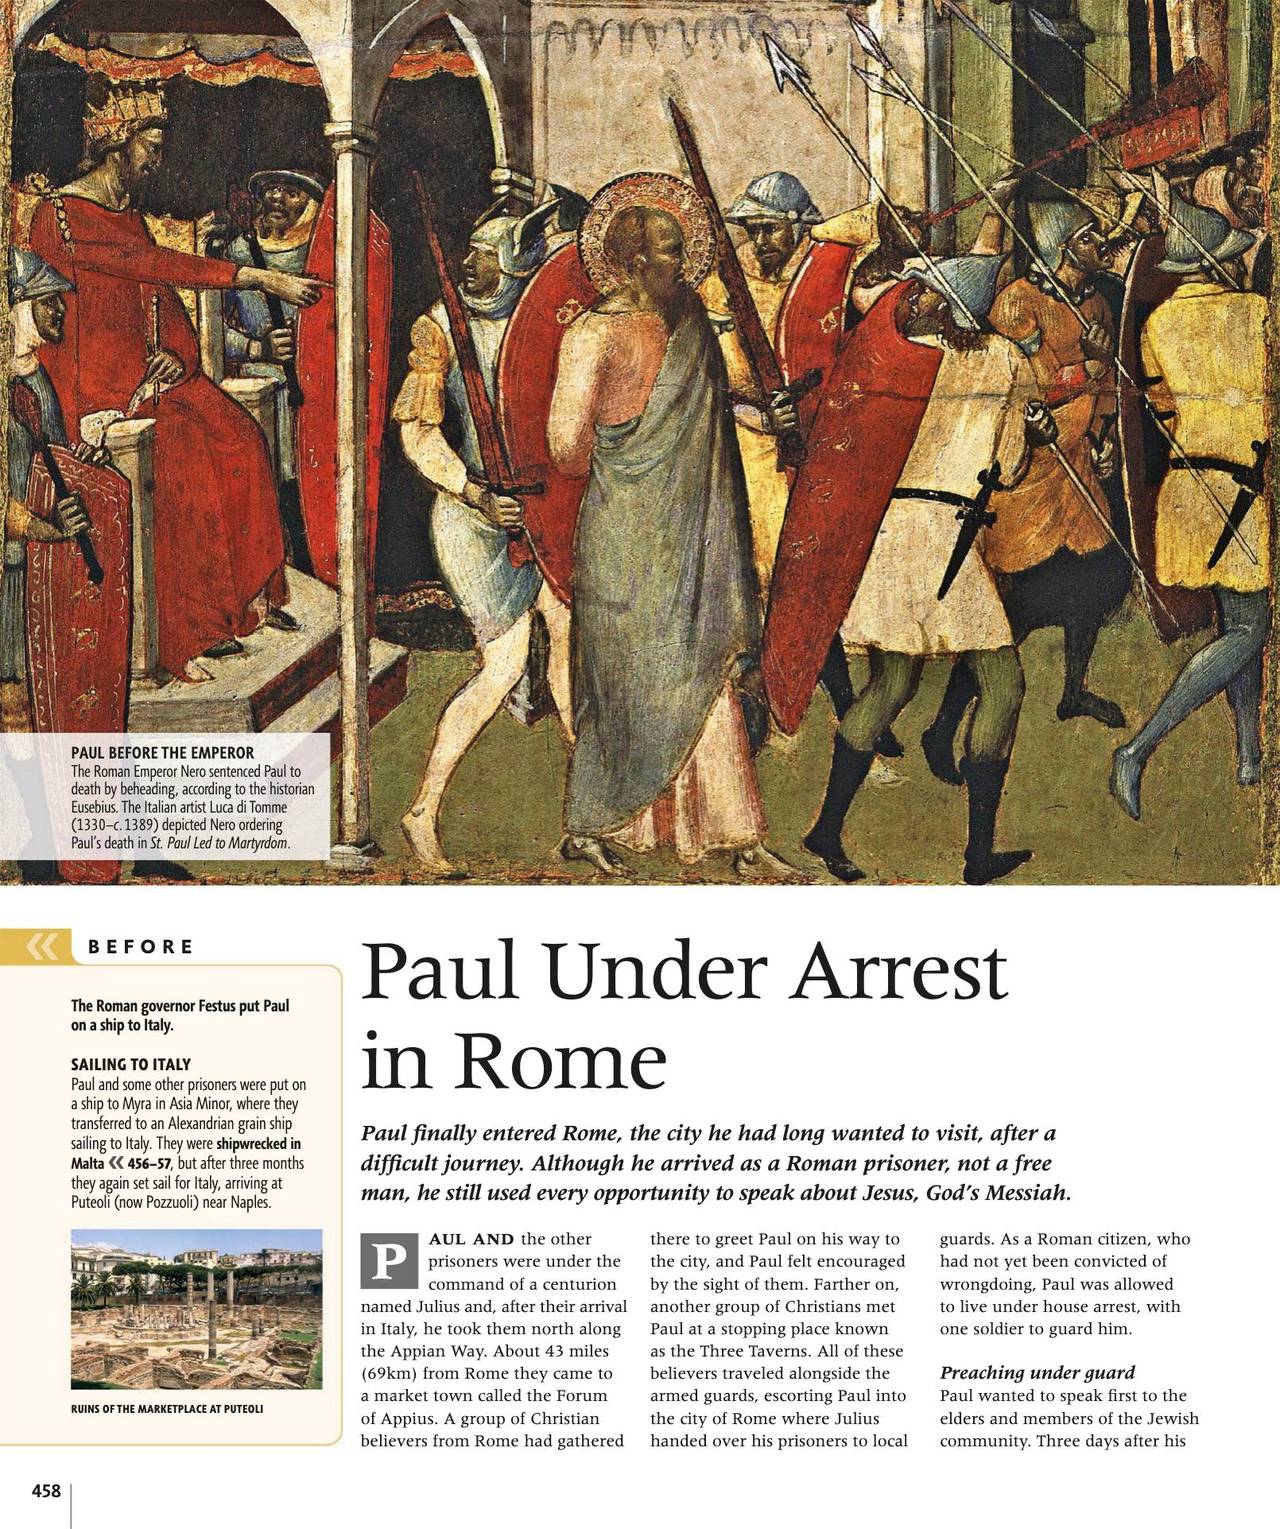 PAUL BEFORE THE EMPEROR
The Roman Emperor Nero sentenced Paul to
death by beheading, according to the historian
Eusebius. The Italian artist Luca di Tomme
(1330–c.1389) depicted Nero ordering
Paul's death in St. Paul Led to Martyrdom.
« BEFORE
The Roman governor Festus put Paul
on a ship to Italy.
SAILING TO ITALY
Paul and some other prisoners were put on
a ship to Myra in Asia Minor, where they
transferred to an Alexandrian grain ship
sailing to Italy. They were shipwrecked in
Malta « 456–57, but after three months
they again set sail for Italy, arriving at
Puteoli (now Pozzuoli) near Naples.
RUINS OF THE MARKETPLACE AT PUTEOLI
Paul Under Arrest
in Rome
Paul finally entered Rome, the city he had long wanted to visit, after a
difficult journey. Although he arrived as a Roman prisoner, not a free
man, he still used every opportunity to speak about Jesus, God's Messiah.
PAUL AND the other
prisoners were under the
command of a centurion
named Julius and, after their arrival
in Italy, he took them north along
the Appian Way. About 43 miles
(69km) from Rome they came to
a market town called the Forum
of Appius. A group of Christian
believers from Rome had gathered
there to greet Paul on his way to
the city, and Paul felt encouraged
by the sight of them. Farther on,
another group of Christians met
Paul at a stopping place known
as the Three Taverns. All of these
believers traveled alongside the
armed guards, escorting Paul into
the city of Rome where Julius
handed over his prisoners to local
guards. As a Roman citizen, who
had not yet been convicted of
wrongdoing, Paul was allowed
to live under house arrest, with
one soldier to guard him.
Preaching under guard
Paul wanted to speak first to the
elders and members of the Jewish
community. Three days after his
458